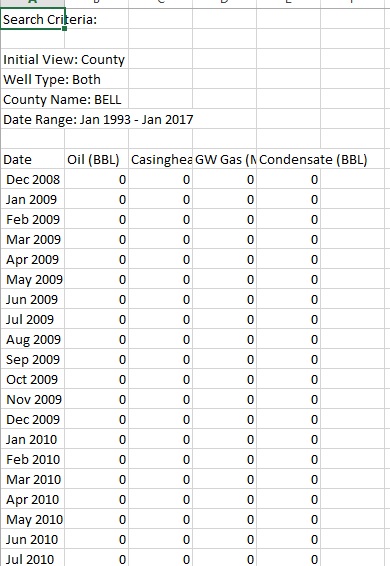 Search Criteria:
Initial View: County
Well Type: Both
County Name: BELL
Date Range: Jan 1993 - Jan 2017
Date Oil (BBL) Casinghea GW Gas ( Condensate (BBL)
Dec 2008 0 0 0 0
Jan 2009 0 0 0 0
Feb 2009 0 0 0 0
Mar 2009 0 0 0 0
Apr 2009 0 0 0 0
May 2009 0 0 0 0
Jun 2009 0 0 0 0
Jul 2009 0 0 0 0
Aug 2009 0 0 0 0
Sep 2009 0 0 0 0
Oct 2009 0 0 0 0
Nov 2009 0 0 0 0
Dec 2009 0 0 0 0
Jan 2010 0 0 0 0
Feb 2010 0 0 0 0
Mar 2010 0 0 0 0
Apr 2010 0 0 0 0
May 2010 0 0 0 0
Jun 2010 0 0 0 0
Jul 2010 0 0 0 0